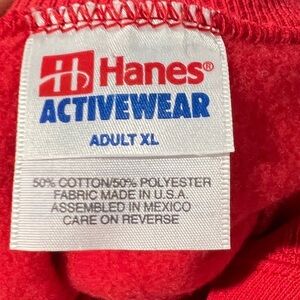 Hanes®
ACTIVEWEAR
ADULT XL
50% COTTON/50% POLYESTER
FABRIC MADE IN U.S.A
ASSEMBLED IN MEXICO
CARE ON REVERSE